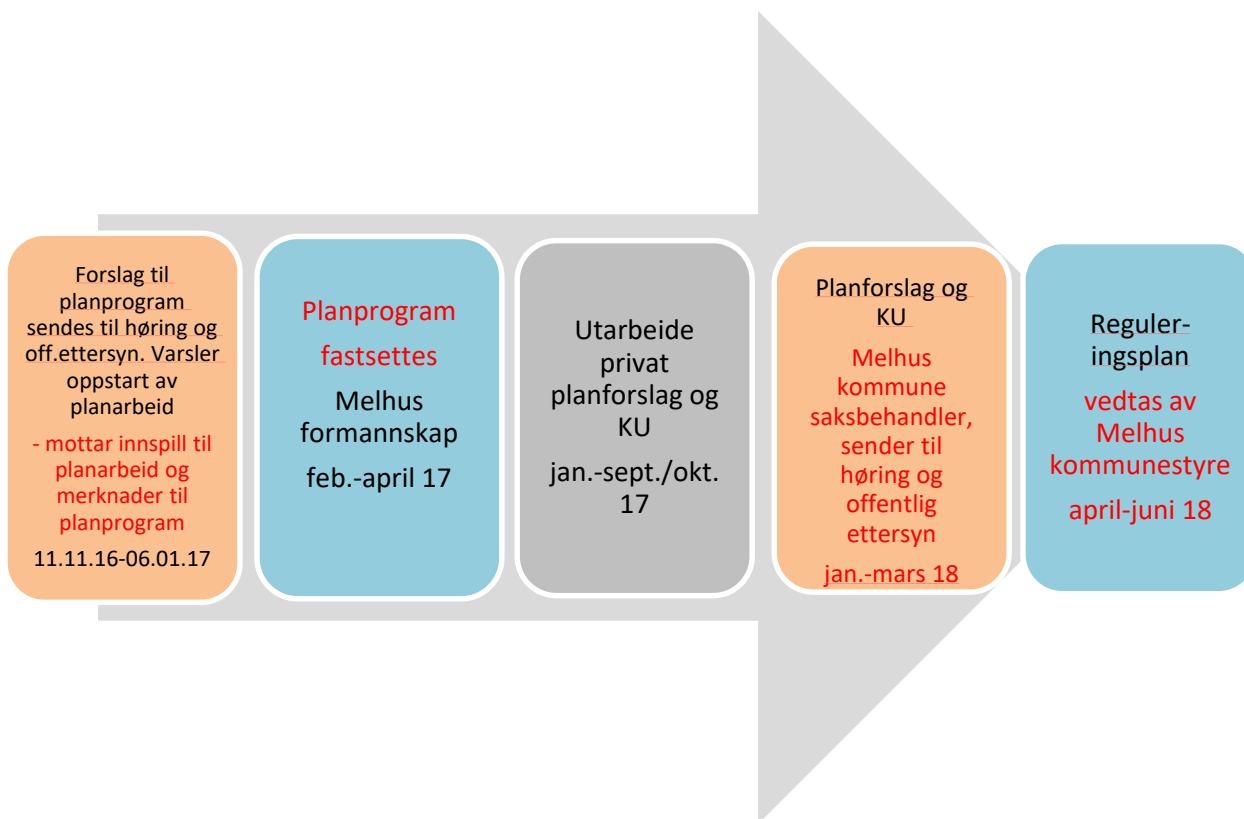 Forslag til
planprogram
sendes til høring og
off.ettersyn. Varsler
oppstart av
planarbeid
- mottar innspill til
planarbeid og
merknader til
planprogram
11.11.16-06.01.17
Planprogram
fastsettes
Melhus
formannskap
feb.-april 17
Utarbeide
privat
planforslag og
KU
jan.-sept./okt.
17
Planforslag og
KU
Melhus
kommune
saksbehandler,
sender til
høring og
offentlig
ettersyn
jan.-mars 18
Reguler-
ingsplan
vedtas av
Melhus
kommunestyre
april-juni 18